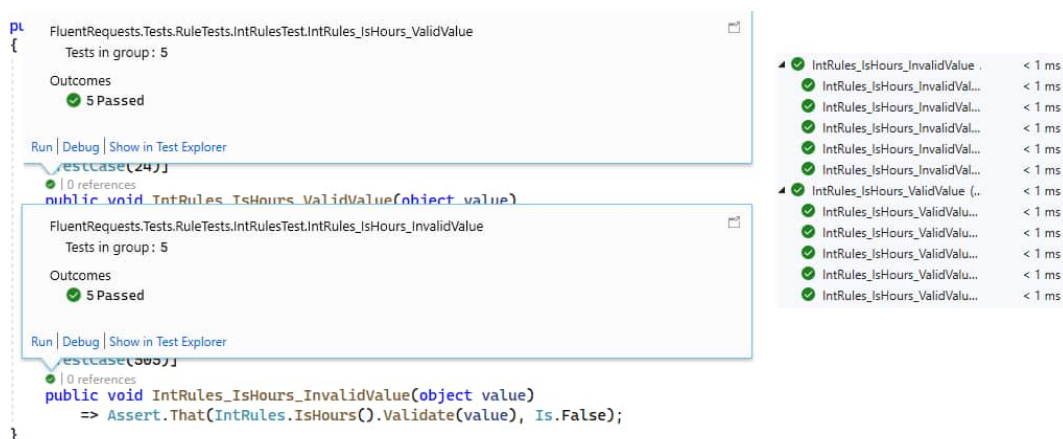 pu
{
FluentRequests.Tests.RuleTests.IntRulesTest.IntRules_IsHours_ValidValue
Tests in group: 5
Outcomes
5 Passed
Run | Debug | Show in Test Explorer
TestCase(24)]
| 0 references
public void IntRules_IsHours_ValidValue(object value)
FluentRequests.Tests.RuleTests.IntRulesTest.IntRules_IsHours_InvalidValue
Tests in group: 5
Outcomes
5 Passed
Run | Debug | Show in Test Explorer
TestCase(505)]
| 0 references
public void IntRules_IsHours_InvalidValue(object value)
=> Assert.That(IntRules.IsHours().Validate(value), Is.False);
}
IntRules_IsHours_InvalidValue . < 1 ms
IntRules_IsHours_InvalidVal... < 1 ms
IntRules_IsHours_InvalidVal... < 1 ms
IntRules_IsHours_InvalidVal... < 1 ms
IntRules_IsHours_InvalidVal... < 1 ms
IntRules_IsHours_InvalidVal... < 1 ms
IntRules_IsHours_ValidValue (... < 1 ms
IntRules_IsHours_ValidValu... < 1 ms
IntRules_IsHours_ValidValu... < 1 ms
IntRules_IsHours_ValidValu... < 1 ms
IntRules_IsHours_ValidValu... < 1 ms
IntRules_IsHours_ValidValu... < 1 ms